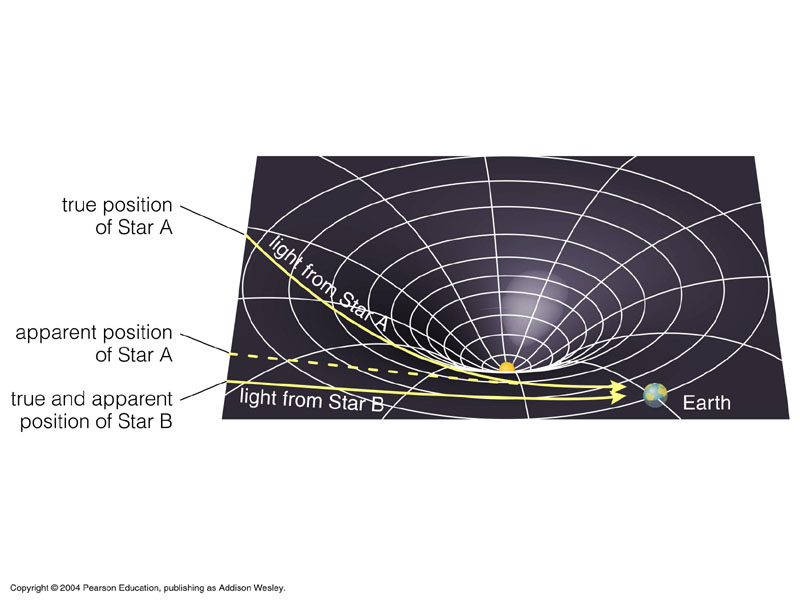 true position
of Star A
light from Star A
apparent position
of Star A
true and apparent
position of Star B
light from Star B
Earth
Copyright © 2004 Pearson Education, publishing as Addison Wesley.